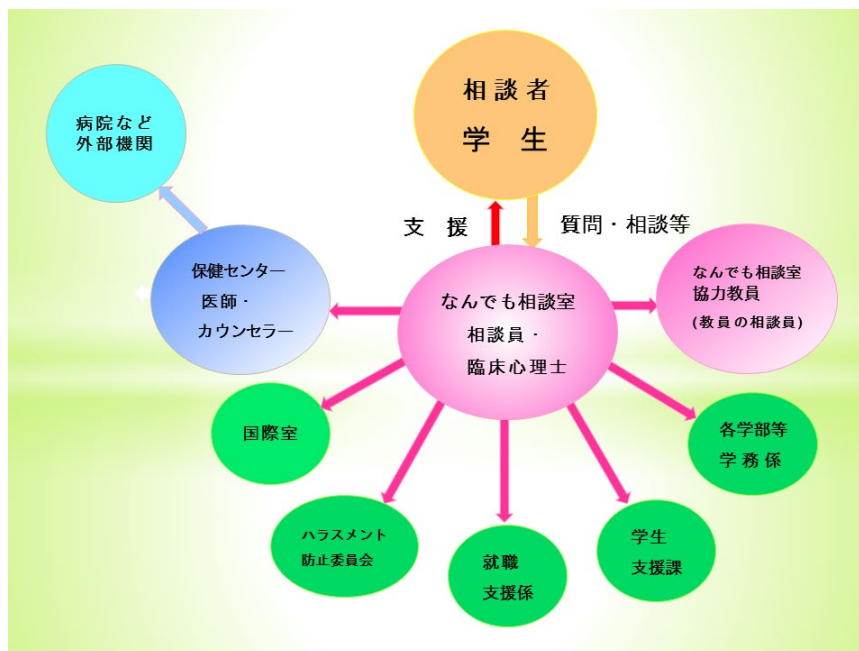 相談者
学 生
病院など
外部機関
支 援
質問・相談等
保健センター
医師・
カウンセラー
なんでも相談室
相談員・
臨床心理士
なんでも相談室
協力教員
(教員の相談員)
国際室
各学部等
学務係
ハラスメント
防止委員会
就職
支援係
学生
支援課